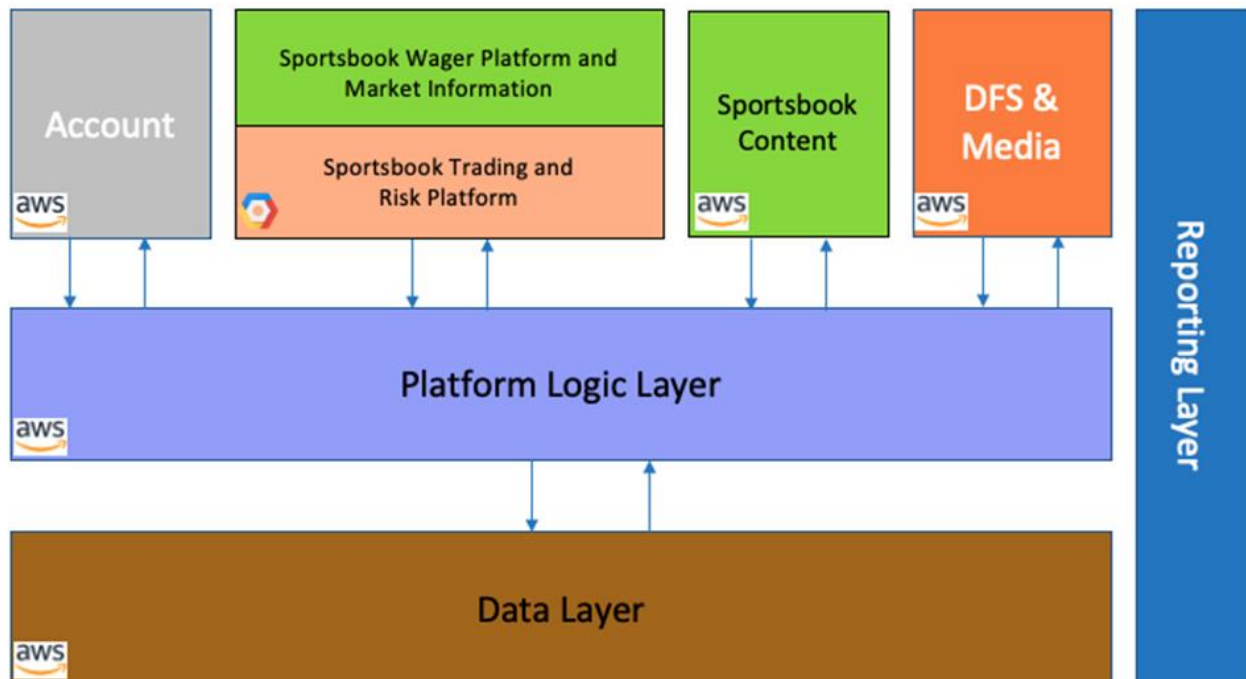 Account
aws
Sportsbook Wager Platform and
Market Information
Sportsbook Trading and
Risk Platform
Sportsbook
Content
aws
DFS &
Media
aws
Platform Logic Layer
aws
Data Layer
aws
Reporting Layer